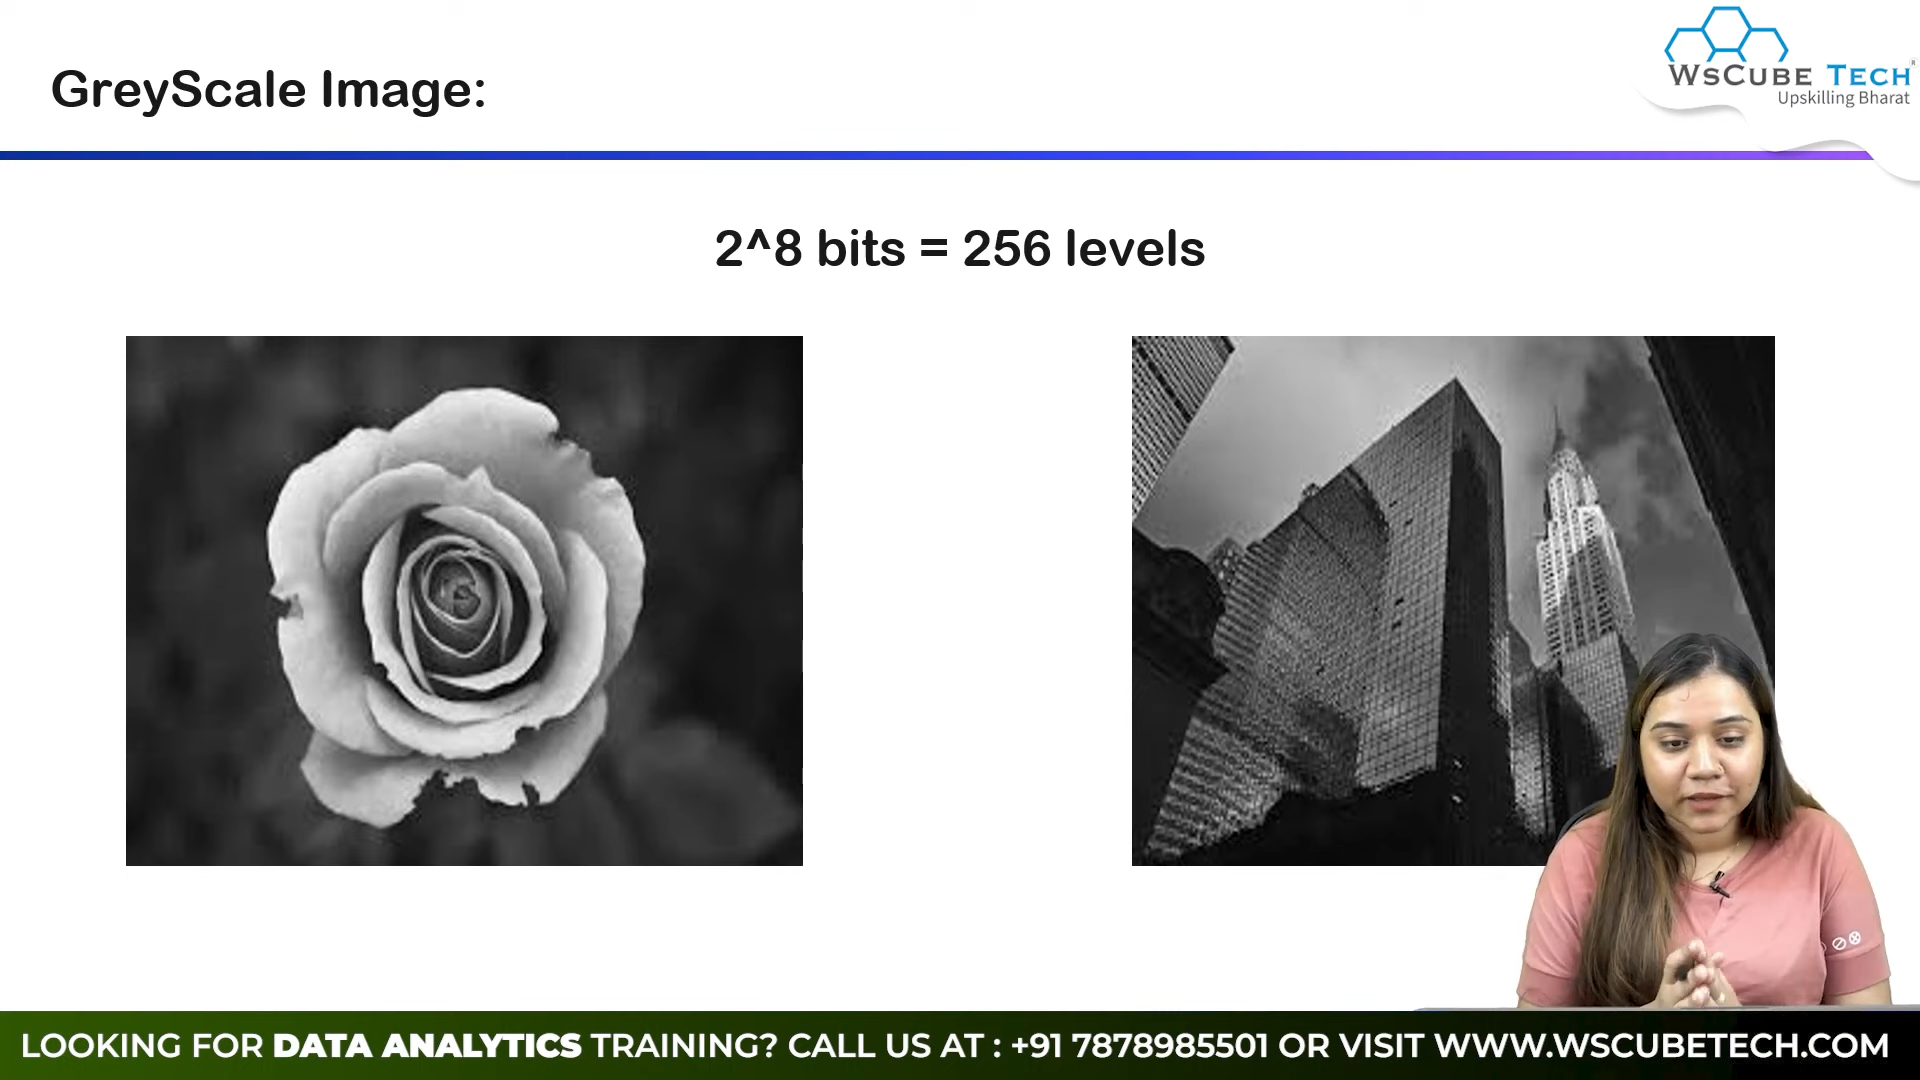 GreyScale Image:
WSCUBE TECH
Upskilling Bharat
2^8 bits = 256 levels
LOOKING FOR DATA ANALYTICS TRAINING? CALL US AT : +91 7878985501 OR VISIT WWW.WSCUBETECH.COM